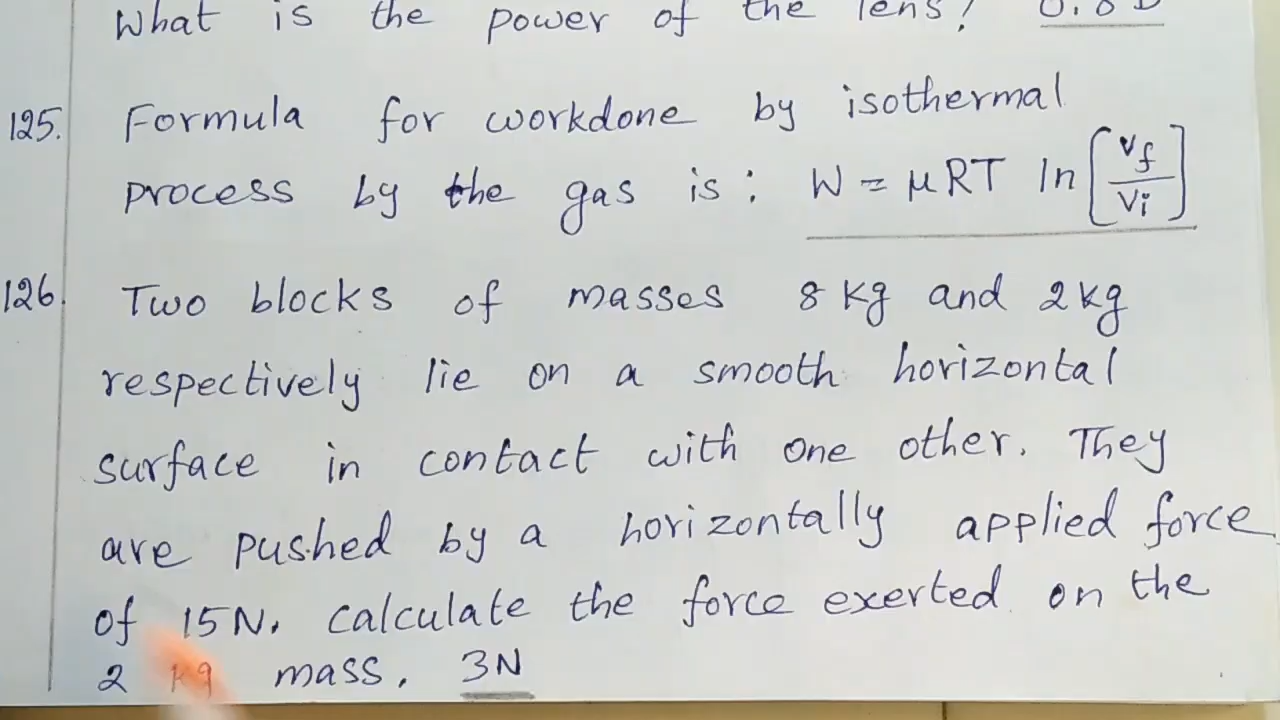 What is the power of the lens? 0.8D
125. Formula for workdone by isothermal
process by the gas is : W = μRT ln [Vf/Vi]
126. Two blocks of masses 8 kg and 2 kg
respectively lie on a smooth horizontal
surface in contact with one other. They
are pushed by a horizontally applied force
of 15 N. Calculate the force exerted on the
2 kg mass. 3N